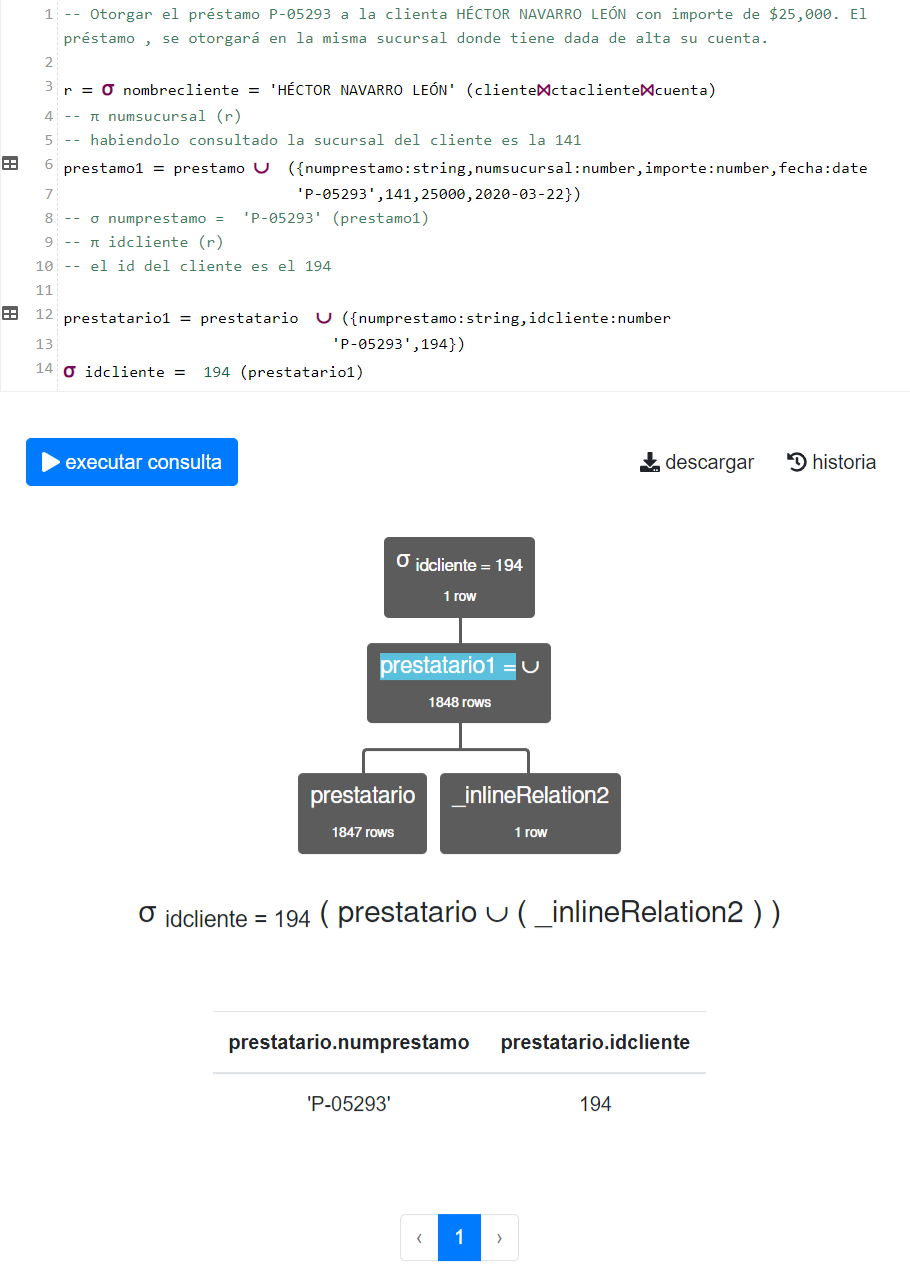 1 -- Otorgar el préstamo P-05293 a la clienta HÉCTOR NAVARRO LEÓN con importe de $25,000. El
préstamo , se otorgará en la misma sucursal donde tiene dada de alta su cuenta.
2
3 r = σ nombrecliente = 'HÉCTOR NAVARRO LEÓN' (cliente⋈ctacliente⋈cuenta)
4 -- π numsucursal (r)
5 -- habiendolo consultado la sucursal del cliente es la 141
6 prestamo1 = prestamo ∪ ({numprestamo:string,numsucursal:number,importe:number,fecha:date
7 'P-05293',141,25000,2020-03-22})
8 -- σ numprestamo = 'P-05293' (prestamo1)
9 -- π idcliente (r)
10 -- el id del cliente es el 194
11
12 prestatario1 = prestatario ∪ ({numprestamo:string,idcliente:number
13 'P-05293',194})
14 σ idcliente = 194 (prestatario1)
executar consulta descargar historia
σ idcliente = 194
1 row
prestatario1 = ∪
1848 rows
prestatario _inlineRelation2
1847 rows 1 row
σ idcliente = 194 ( prestatario ∪ ( _inlineRelation2 ) )
prestatario.numprestamo prestatario.idcliente
'P-05293' 194
‹ 1 ›